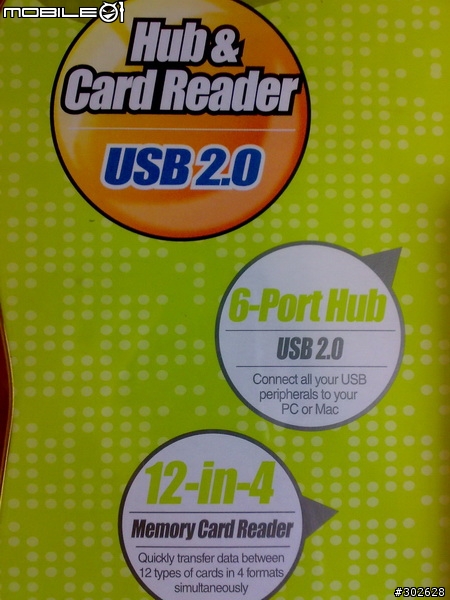 MOBILE01
Hub &
Card Reader
USB 2.0
6-Port Hub
USB 2.0
Connect all your USB
peripherals to your
PC or Mac
12-in-4
Memory Card Reader
Quickly transfer data between
12 types of cards in 4 formats
simultaneously
#302628